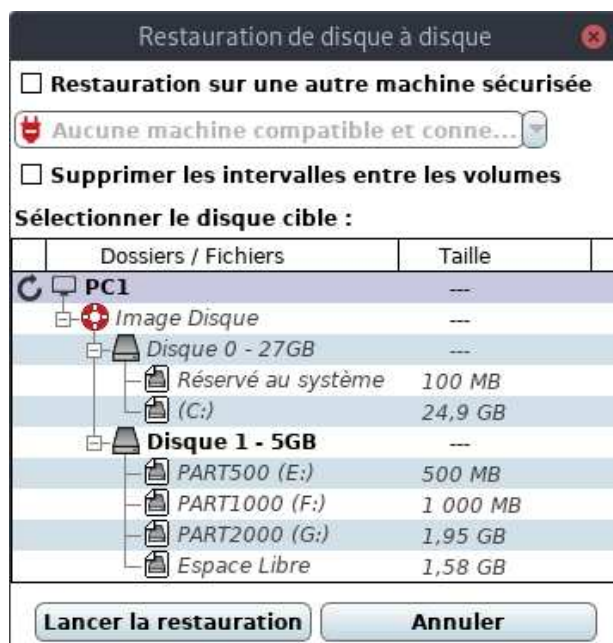 Restauration de disque à disque
Restauration sur une autre machine sécurisée
Aucune machine compatible et conne...
Supprimer les intervalles entre les volumes
Sélectionner le disque cible :
Dossiers / Fichiers Taille
PC1 ---
Image Disque ---
Disque 0 - 27GB ---
Réservé au système 100 MB
(C:) 24,9 GB
Disque 1 - 5GB ---
PART500 (E:) 500 MB
PART1000 (F:) 1 000 MB
PART2000 (G:) 1,95 GB
Espace Libre 1,58 GB
Lancer la restauration Annuler